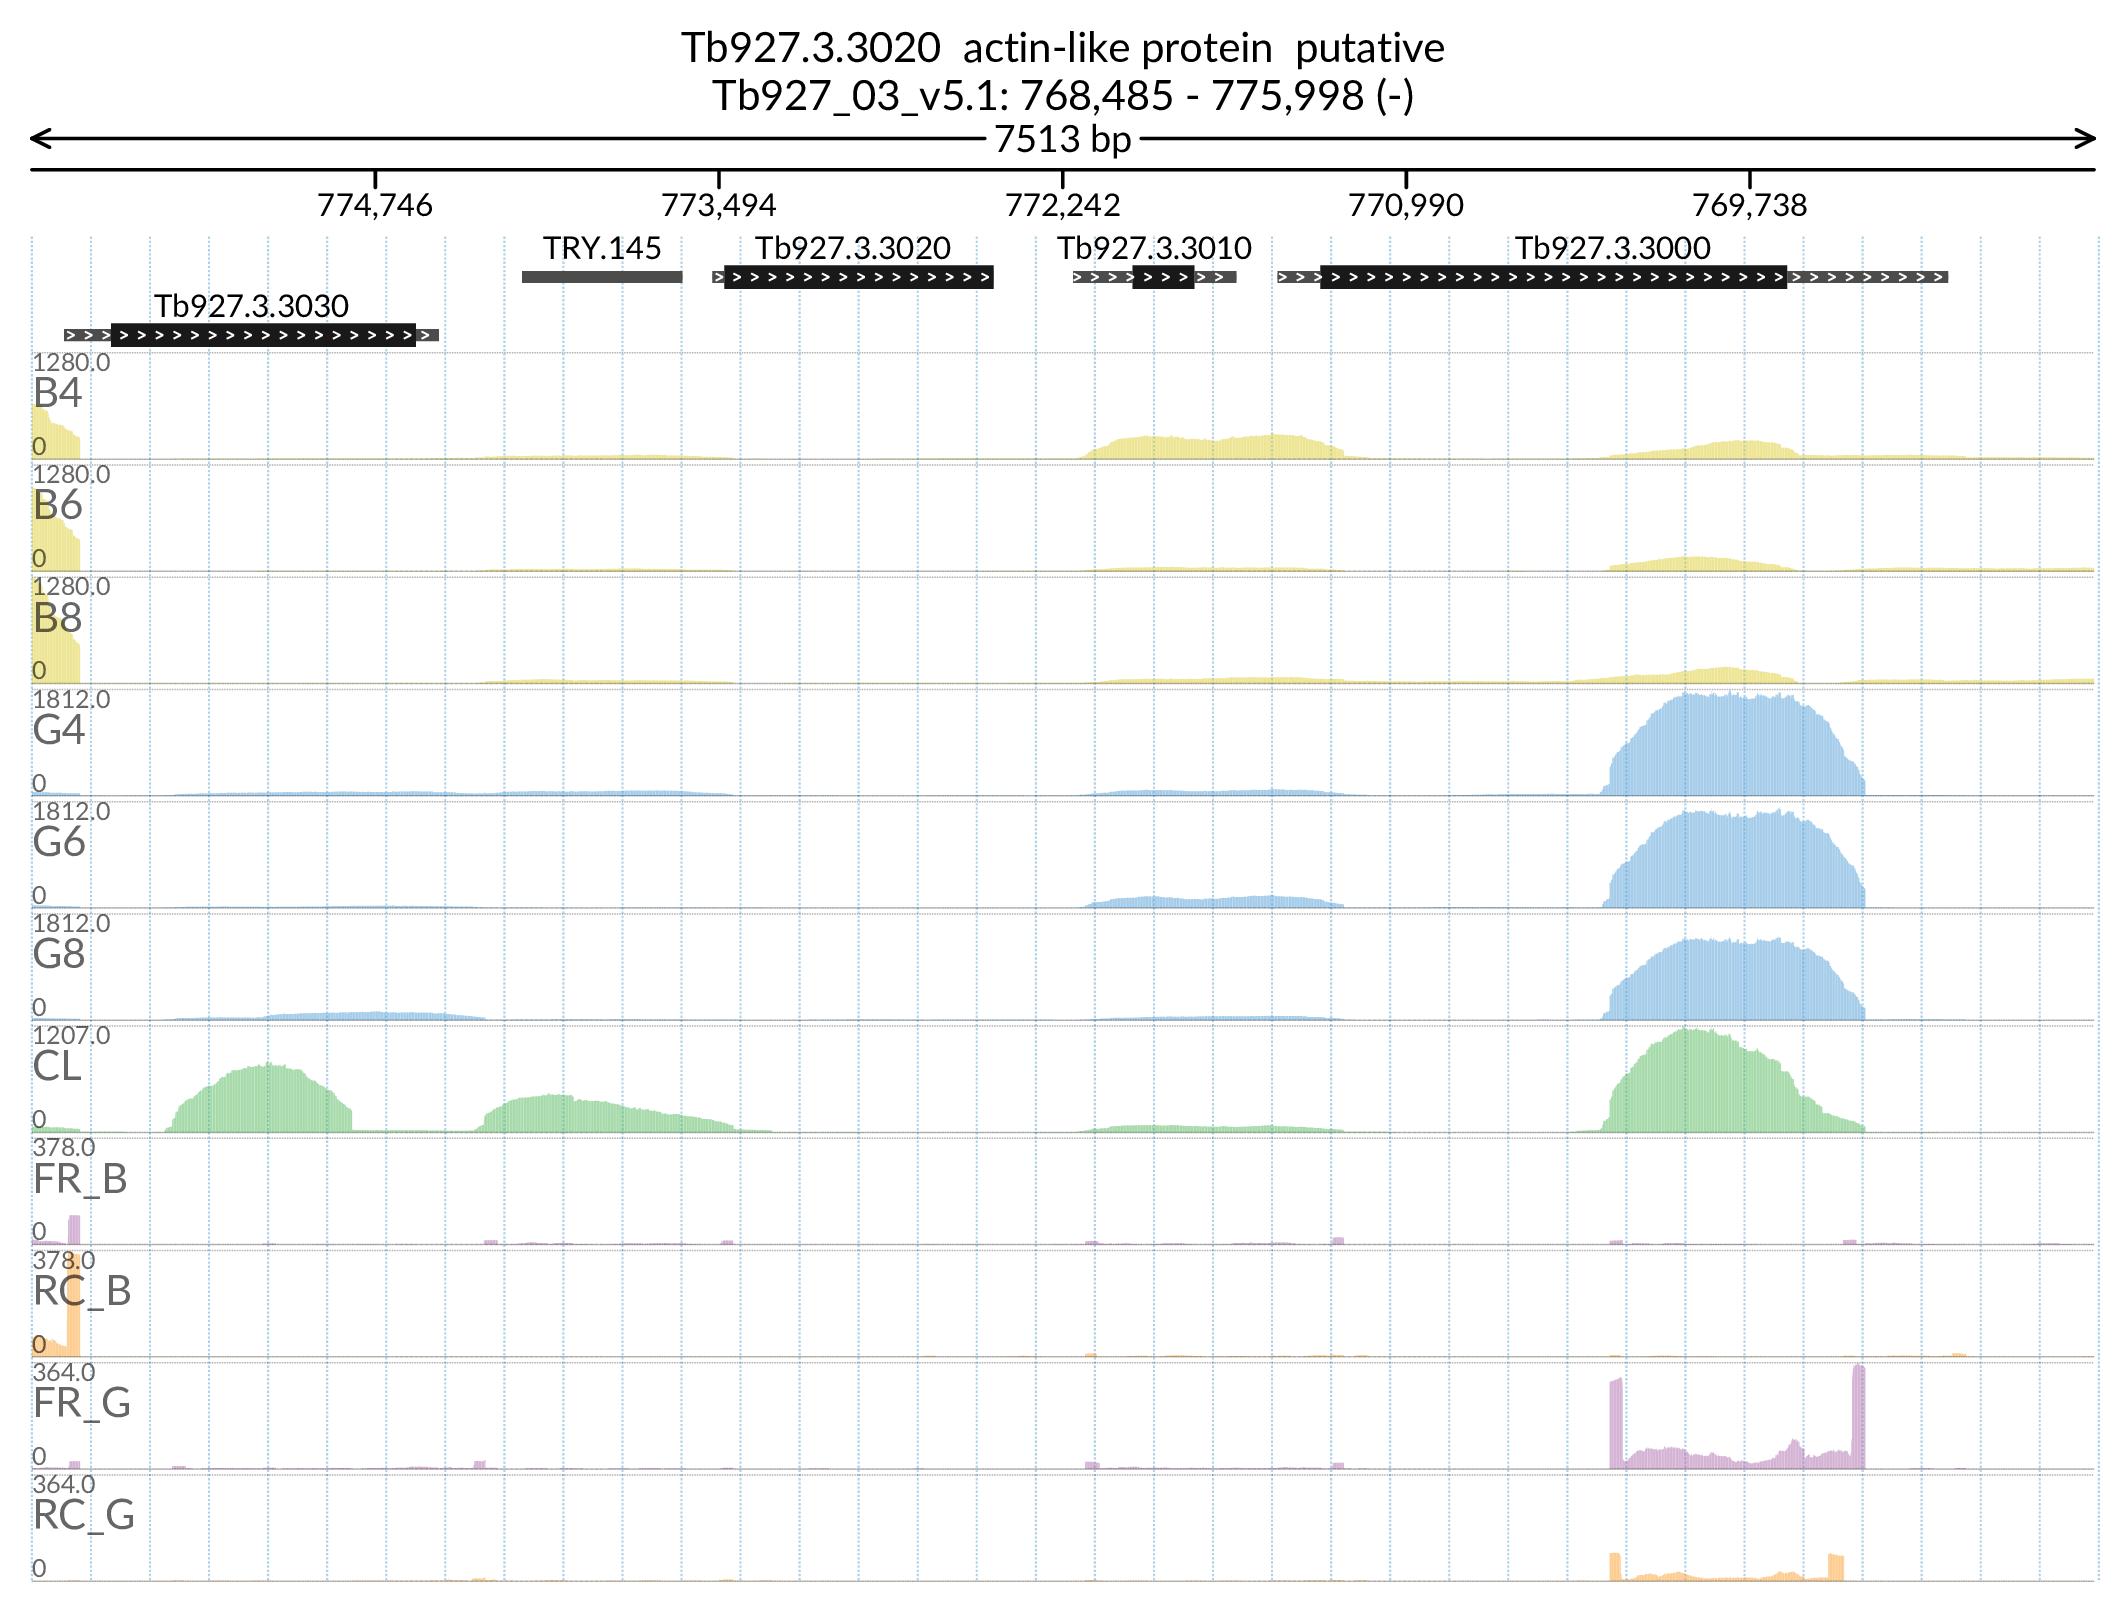 Tb927.3.3020  actin-like protein  putative
Tb927_03_v5.1: 768,485 - 775,998 (-)
7513 bp
774,746 773,494 772,242 770,990 769,738
TRY.145 Tb927.3.3020 Tb927.3.3010 Tb927.3.3000
Tb927.3.3030
1280.0
B4
0
1280.0
B6
0
1280.0
B8
0
1812.0
G4
0
1812.0
G6
0
1812.0
G8
0
1207.0
CL
0
378.0
FR_B
0
378.0
RC_B
0
364.0
FR_G
0
364.0
RC_G
0